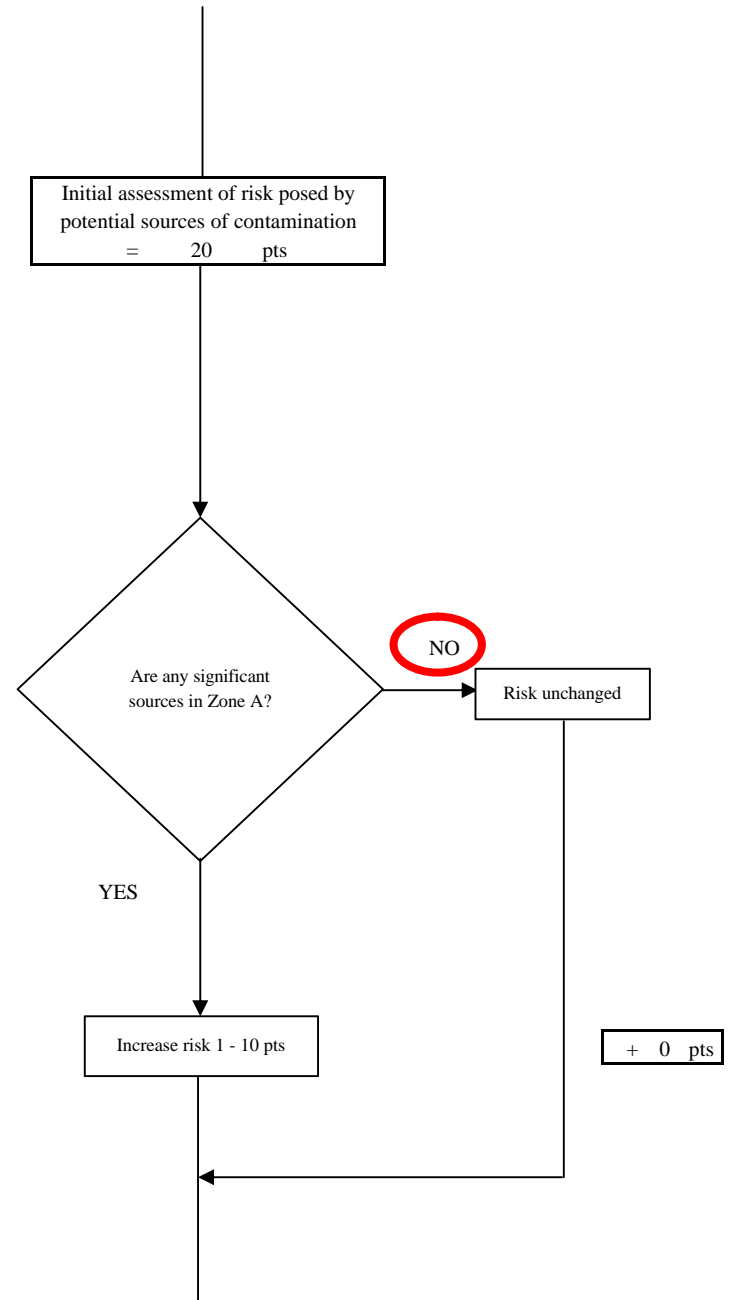 Initial assessment of risk posed by
potential sources of contamination
= 20 pts
NO
Are any significant
sources in Zone A?
Risk unchanged
YES
Increase risk 1 - 10 pts
+ 0 pts